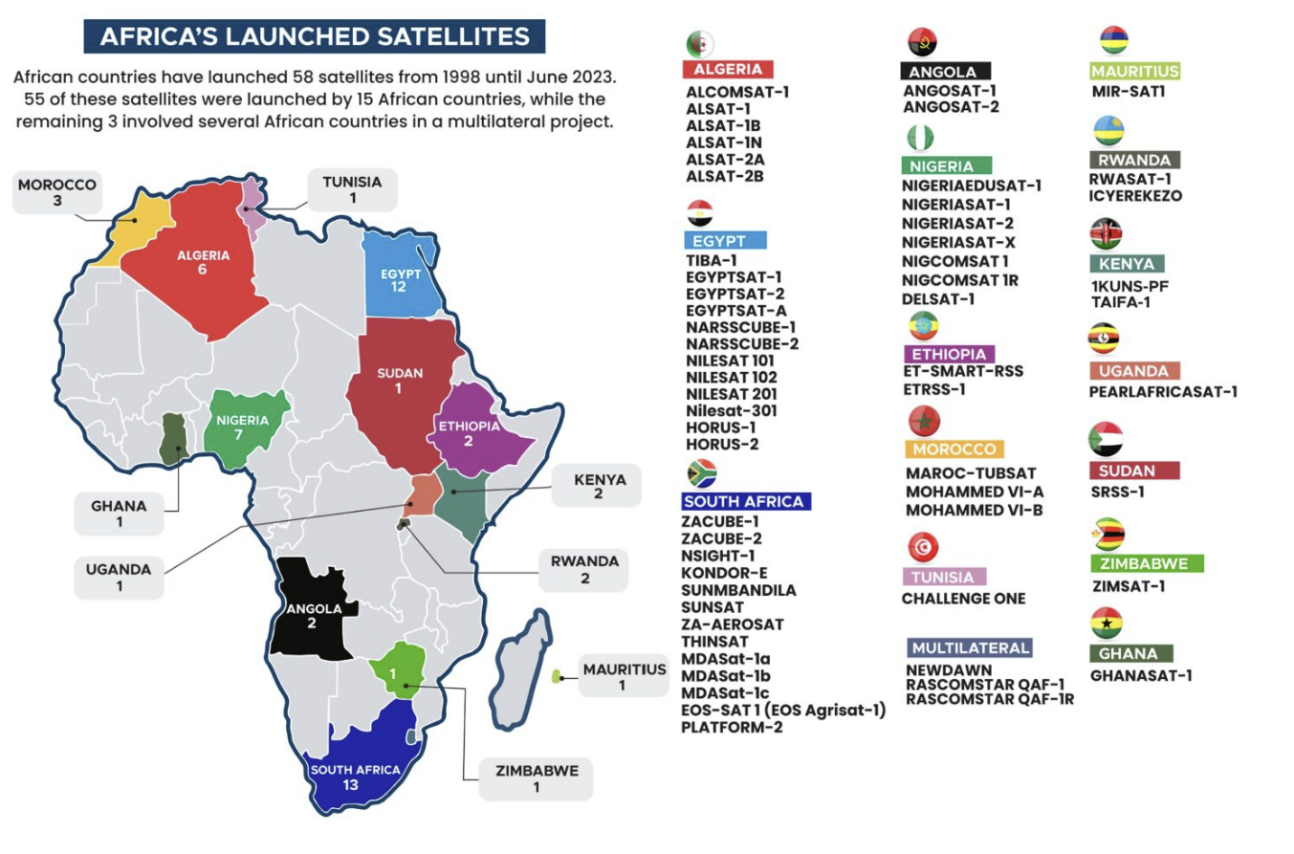 AFRICA'S LAUNCHED SATELLITES
African countries have launched 58 satellites from 1998 until June 2023.
55 of these satellites were launched by 15 African countries, while the
remaining 3 involved several African countries in a multilateral project.
MOROCCO
3
TUNISIA
1
ALGERIA
6
EGYPT
12
SUDAN
1
NIGERIA
7
ETHIOPIA
2
KENYA
2
GHANA
1
UGANDA
1
RWANDA
2
ANGOLA
2
MAURITIUS
1
1
ZIMBABWE
1
SOUTH AFRICA
13
ALGERIA
ALCOMSAT-1
ALSAT-1
ALSAT-1B
ALSAT-1N
ALSAT-2A
ALSAT-2B
EGYPT
TIBA-1
EGYPTSAT-1
EGYPTSAT-2
EGYPTSAT-A
NARSSCUBE-1
NARSSCUBE-2
NILESAT 101
NILESAT 102
NILESAT 201
Nilesat-301
HORUS-1
HORUS-2
SOUTH AFRICA
ZACUBE-1
ZACUBE-2
NSIGHT-1
KONDOR-E
SUNMBANDILA
SUNSAT
ZA-AEROSAT
THINSAT
MDASat-1a
MDASat-1b
MDASat-1c
EOS-SAT 1 (EOS Agrisat-1)
PLATFORM-2
ANGOLA
ANGOSAT-1
ANGOSAT-2
NIGERIA
NIGERIAEDUSAT-1
NIGERIASAT-1
NIGERIASAT-2
NIGERIASAT-X
NIGCOMSAT 1
NIGCOMSAT 1R
DELSAT-1
ETHIOPIA
ET-SMART-RSS
ETRSS-1
MOROCCO
MAROC-TUBSAT
MOHAMMED VI-A
MOHAMMED VI-B
TUNISIA
CHALLENGE ONE
MULTILATERAL
NEWDAWN
RASCOMSTAR QAF-1
RASCOMSTAR QAF-1R
MAURITIUS
MIR-SAT1
RWANDA
RWASAT-1
ICYEREKEZO
KENYA
1KUNS-PF
TAIFA-1
UGANDA
PEARLAFRICASAT-1
SUDAN
SRSS-1
ZIMBABWE
ZIMSAT-1
GHANA
GHANASAT-1